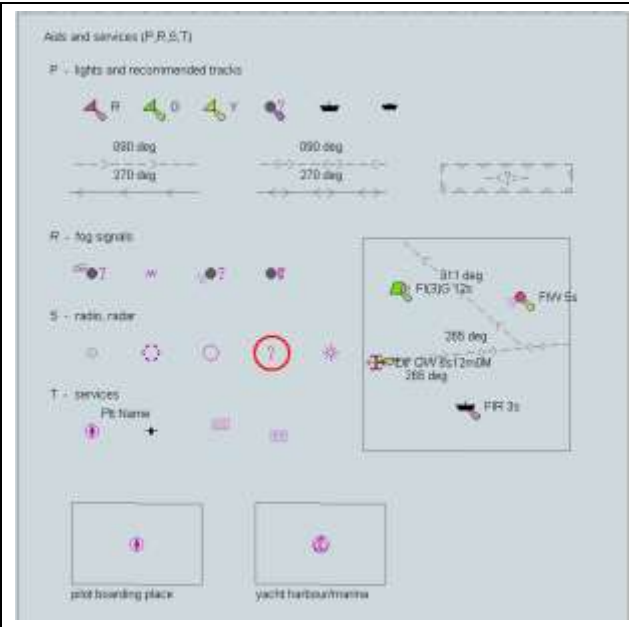 Aids and services (P,R,S,T)
P - lights and recommended tracks
R G Y ?
090 deg 090 deg
270 deg 270 deg
<?>
R - fog signals
? ?
311 deg
Fl(3)G 12s
FlW 5s
S - radio, radar
?
265 deg
265 deg
FlR 3s
T - services
Plt Name
pilot boarding place
yacht harbour/marina